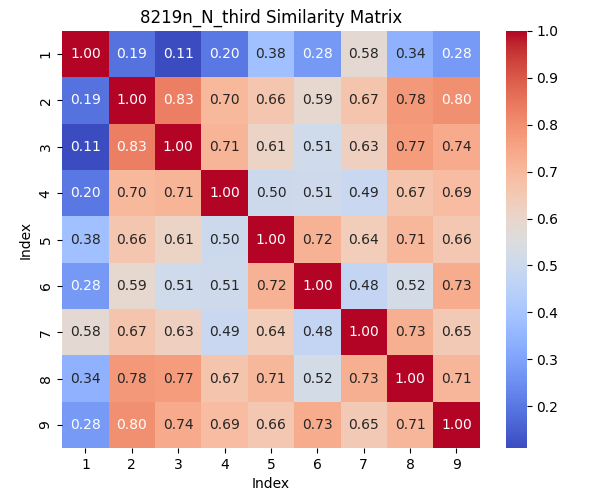 8219n_N_third Similarity Matrix
1 1.00 0.19 0.11 0.20 0.38 0.28 0.58 0.34 0.28
2 0.19 1.00 0.83 0.70 0.66 0.59 0.67 0.78 0.80
3 0.11 0.83 1.00 0.71 0.61 0.51 0.63 0.77 0.74
4 0.20 0.70 0.71 1.00 0.50 0.51 0.49 0.67 0.69
5 0.38 0.66 0.61 0.50 1.00 0.72 0.64 0.71 0.66
6 0.28 0.59 0.51 0.51 0.72 1.00 0.48 0.52 0.73
7 0.58 0.67 0.63 0.49 0.64 0.48 1.00 0.73 0.65
8 0.34 0.78 0.77 0.67 0.71 0.52 0.73 1.00 0.71
9 0.28 0.80 0.74 0.69 0.66 0.73 0.65 0.71 1.00
1 2 3 4 5 6 7 8 9
Index
Index
1.0
0.9
0.8
0.7
0.6
0.5
0.4
0.3
0.2